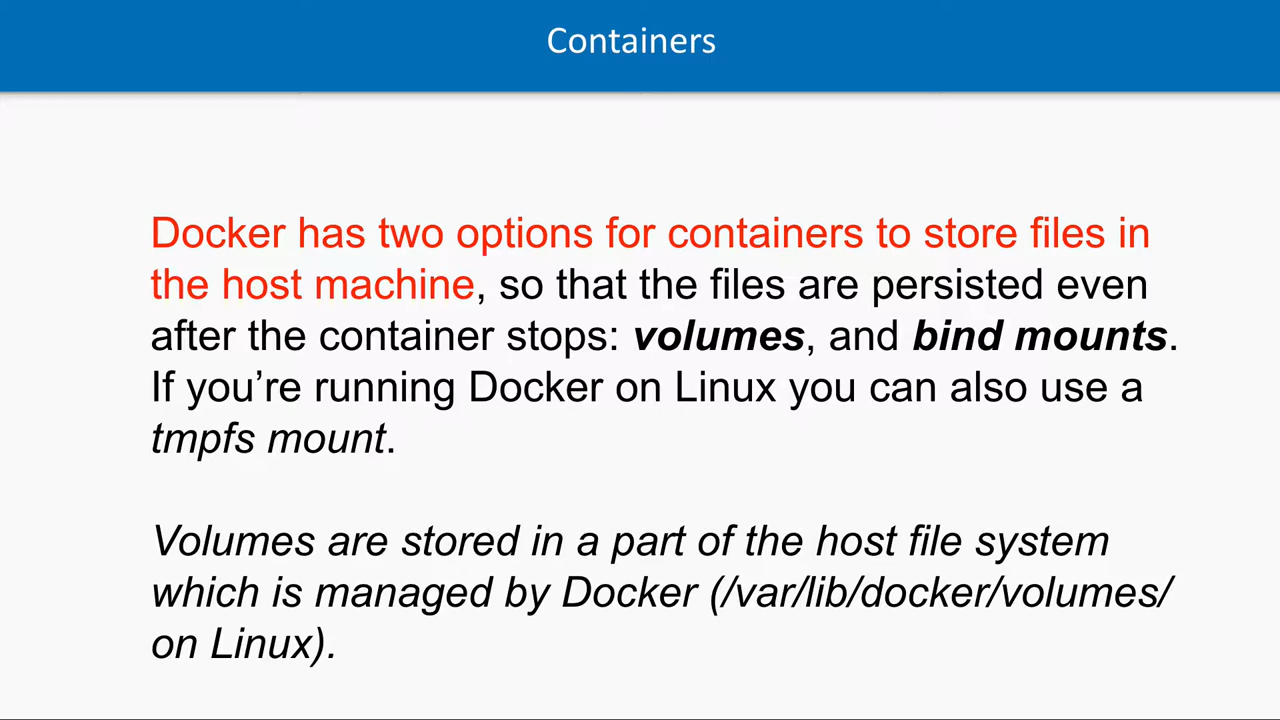 Containers
Docker has two options for containers to store files in
the host machine, so that the files are persisted even
after the container stops: volumes, and bind mounts.
If you’re running Docker on Linux you can also use a
tmpfs mount.
Volumes are stored in a part of the host file system
which is managed by Docker (/var/lib/docker/volumes/
on Linux).